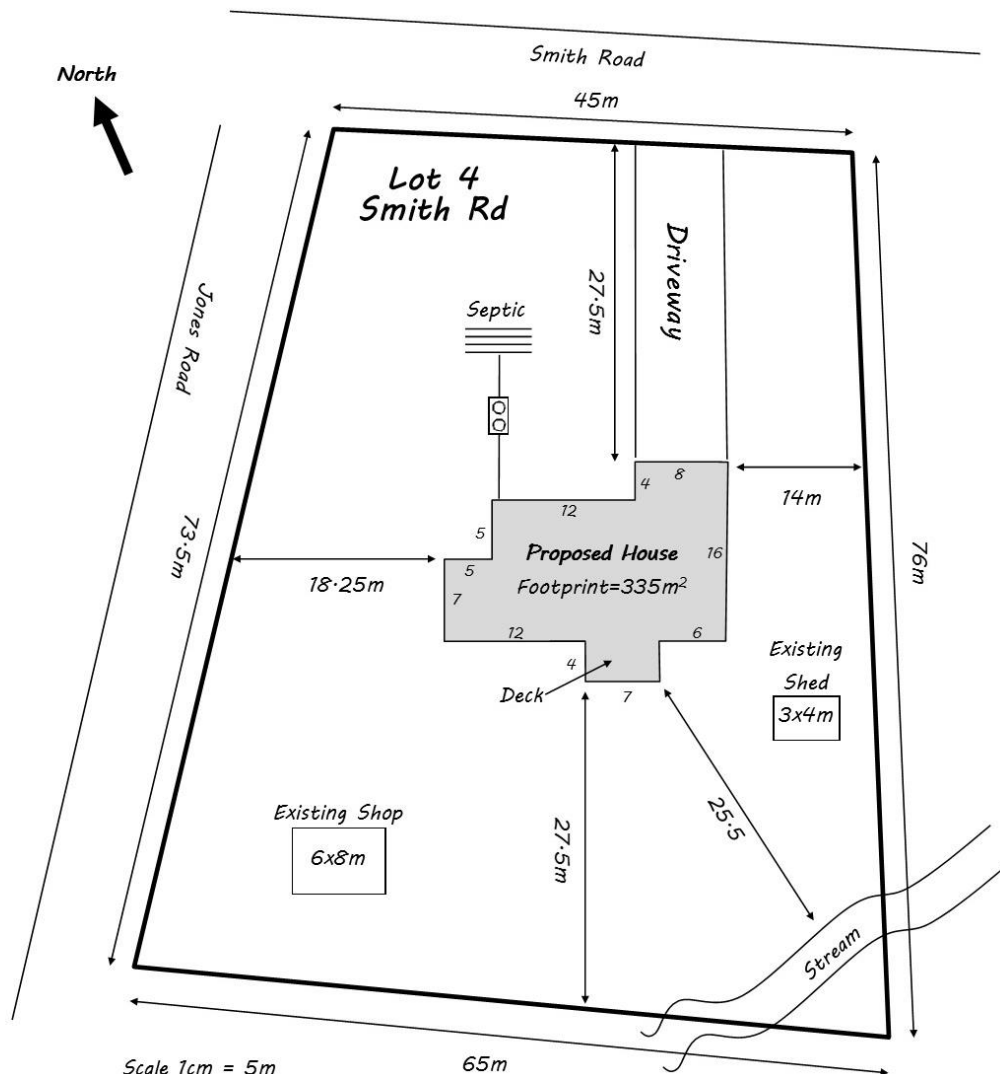 Smith Road
North
45m
Lot 4
Smith Rd
Driveway
27.5m
Jones Road
Septic
8
4
14m
12
5
Proposed House
16
Footprint=335m²
73.5m
76m
5
18.25m
7
12
6
4
Existing
Shed
3x4m
Deck
7
25.5
Existing Shop
6x8m
27.5m
Stream
Scale 1cm = 5m
65m